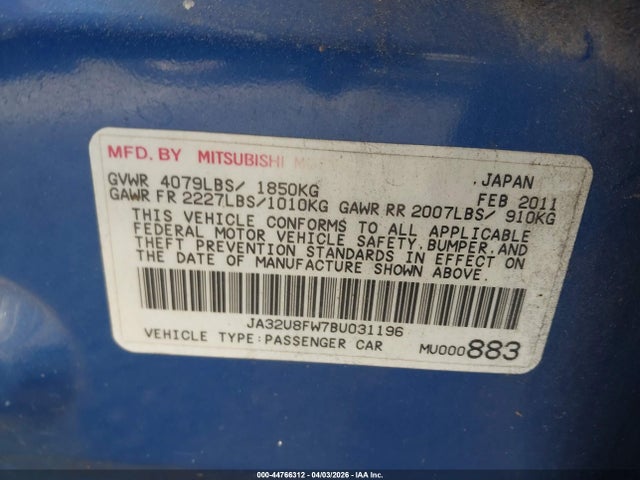 MFD. BY MITSUBISHI
JAPAN
GVWR 4079LBS/ 1850KG FEB 2011
GAWR FR 2227LBS/1010KG GAWR RR 2007LBS/ 910KG
THIS VEHICLE CONFORMS TO ALL APPLICABLE
FEDERAL MOTOR VEHICLE SAFETY,BUMPER,AND
THEFT PREVENTION STANDARDS IN EFFECT ON
THE DATE OF MANUFACTURE SHOWN ABOVE.
JA32U8FW7BU031196
VEHICLE TYPE:PASSENGER CAR MU000883
000-44766312 - 04/03/2026 - IAA Inc.